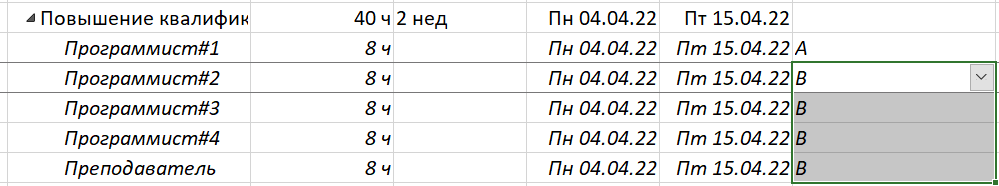 Повышение квалифик 40 ч 2 нед Пн 04.04.22 Пт 15.04.22
Программист#1 8 ч Пн 04.04.22 Пт 15.04.22 A
Программист#2 8 ч Пн 04.04.22 Пт 15.04.22 B
Программист#3 8 ч Пн 04.04.22 Пт 15.04.22 B
Программист#4 8 ч Пн 04.04.22 Пт 15.04.22 B
Преподаватель 8 ч Пн 04.04.22 Пт 15.04.22 B